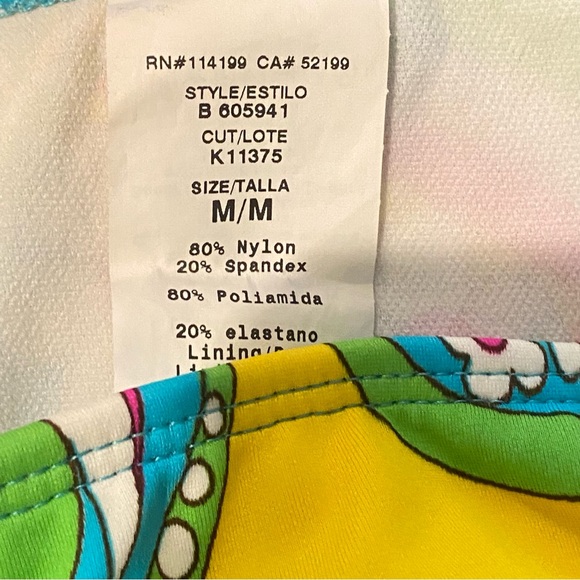 RN#114199 CA# 52199
STYLE/ESTILO
B 605941
CUT/LOTE
K11375
SIZE/TALLA
M/M
80% Nylon
20% Spandex
80% Poliamida
20% elastano
Lining/